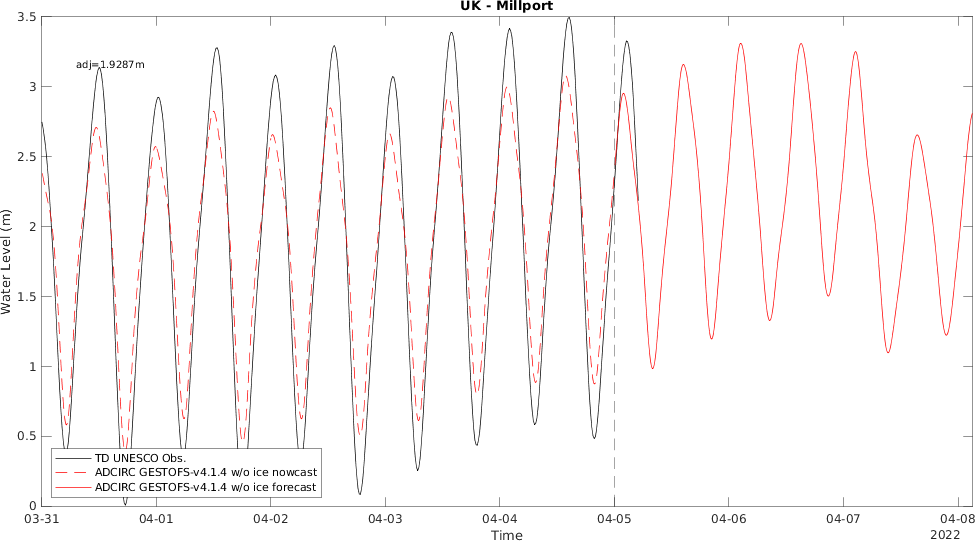 UK - Millport
adj=1.9287m
3.5
3
2.5
2
1.5
1
0.5
0
Water Level (m)
TD UNESCO Obs.
ADCIRC GESTOFS-v4.1.4 w/o ice nowcast
ADCIRC GESTOFS-v4.1.4 w/o ice forecast
03-31 04-01 04-02 04-03 04-04 04-05 04-06 04-07 04-08
Time
2022